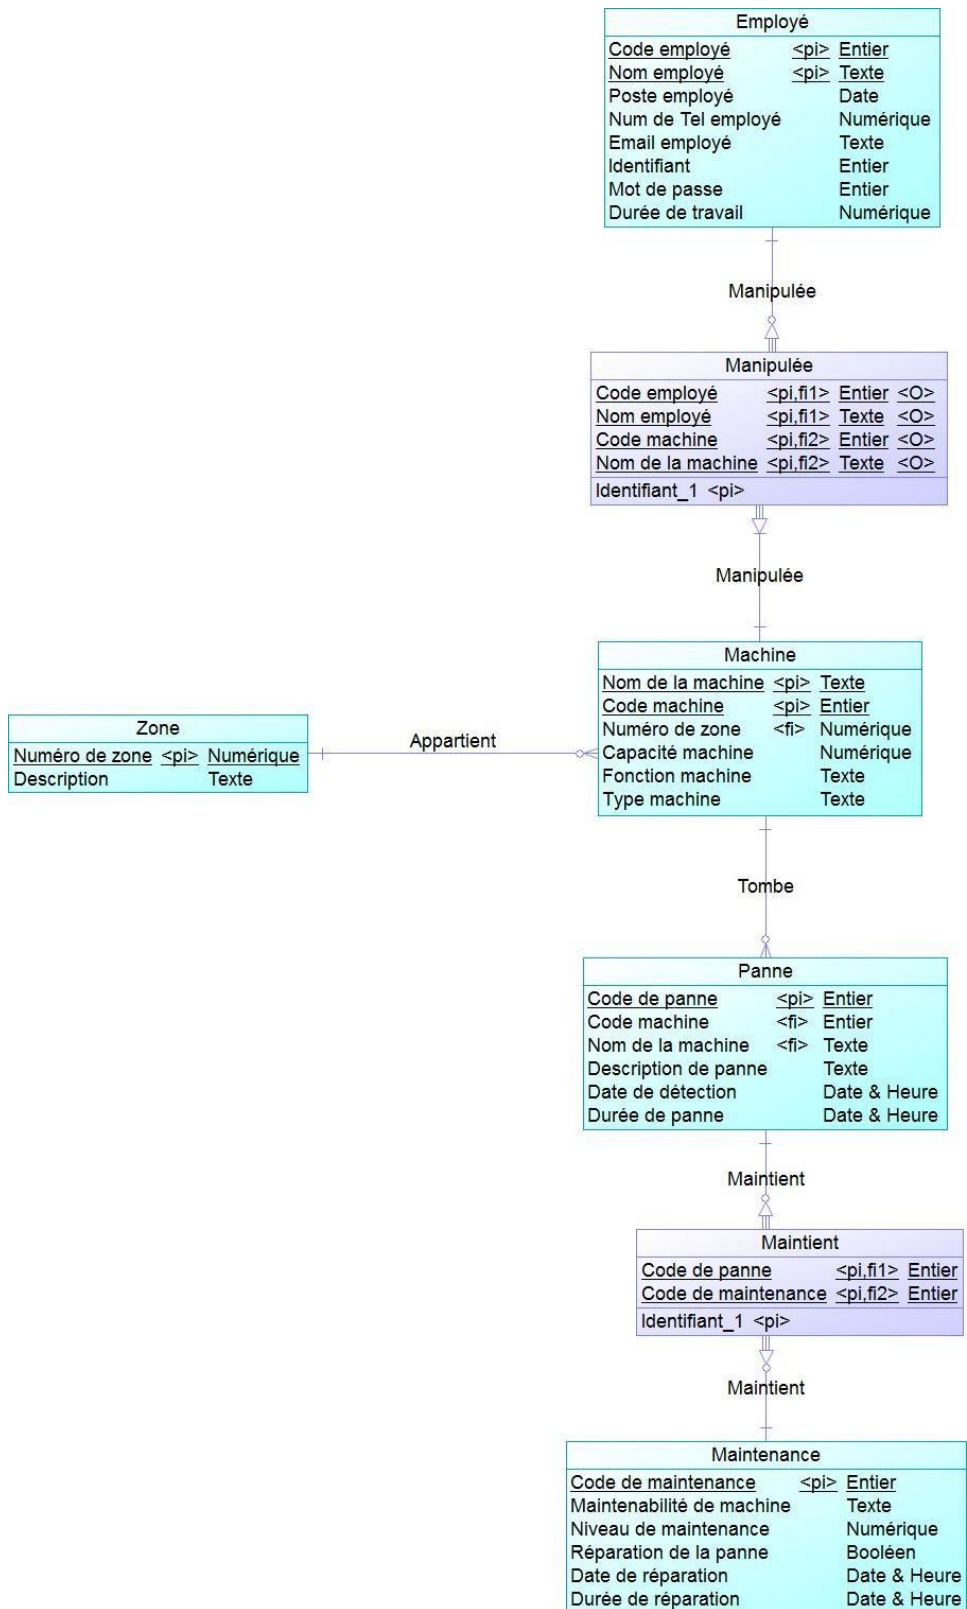 Employé
Code employé <pi> Entier
Nom employé <pi> Texte
Poste employé Date
Num de Tel employé Numérique
Email employé Texte
Identifiant Entier
Mot de passe Entier
Durée de travail Numérique
Manipulée
Manipulée
Code employé <pi,fi1> Entier <O>
Nom employé <pi,fi1> Texte <O>
Code machine <pi,fi2> Entier <O>
Nom de la machine <pi,fi2> Texte <O>
Identifiant_1 <pi>
Manipulée
Machine
Nom de la machine <pi> Texte
Code machine <pi> Entier
Numéro de zone <fi> Numérique
Capacité machine Numérique
Fonction machine Texte
Type machine Texte
Zone
Numéro de zone <pi> Numérique
Description Texte
Appartient
Tombe
Panne
Code de panne <pi> Entier
Code machine <fi> Entier
Nom de la machine <fi> Texte
Description de panne Texte
Date de détection Date & Heure
Durée de panne Date & Heure
Maintient
Maintient
Code de panne <pi,fi1> Entier
Code de maintenance <pi,fi2> Entier
Identifiant_1 <pi>
Maintient
Maintenance
Code de maintenance <pi> Entier
Maintenabilité de machine Texte
Niveau de maintenance Numérique
Réparation de la panne Booléen
Date de réparation Date & Heure
Durée de réparation Date & Heure